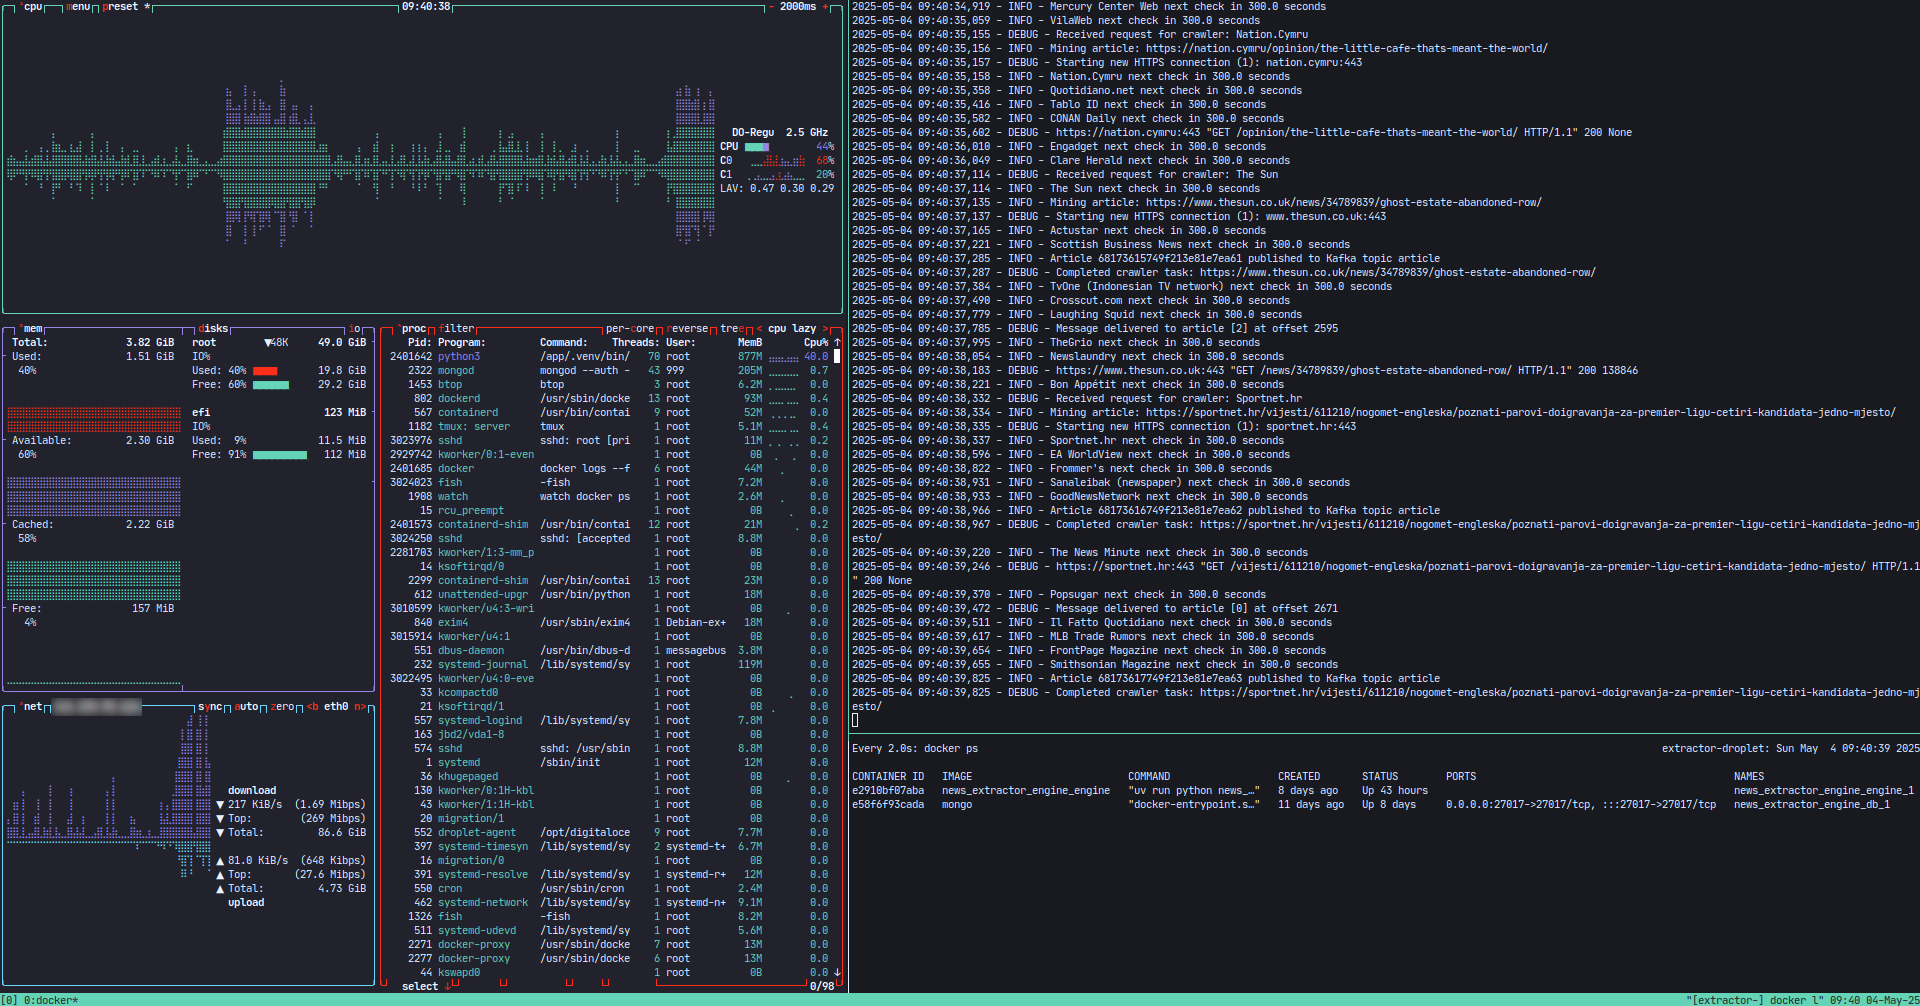 cpu menu preset * 09:40:38 - 2000ms +
DO-Regu 2.5 GHz
CPU 44%
C0 68%
C1 20%
LAV: 0.47 0.30 0.29
mem disks io
Total: 3.82 GiB
Used: 1.51 GiB
40%
Available: 2.30 GiB
60%
Cached: 2.22 GiB
58%
Free: 157 MiB
4%
root ▼48K 49.0 GiB
IO%
Used: 40% 19.8 GiB
Free: 60% 29.2 GiB
efi 123 MiB
IO%
Used: 9% 11.5 MiB
Free: 91% 112 MiB
net sync auto zero <b eth0 n>
download
▼ 217 KiB/s (1.69 Mibps)
▼ Top: (269 Mibps)
▼ Total: 86.6 GiB
▲ 81.0 KiB/s (648 Kibps)
▲ Top: (27.6 Mibps)
▲ Total: 4.73 GiB
upload
proc filter per-core reverse tree < cpu lazy >
Pid: Program: Command: Threads: User: MemB Cpu% ↑
2401642 python3 /app/.venv/bin/ 70 root 877M 40.0
2322 mongod mongod --auth - 43 999 205M 0.7
1453 btop btop 3 root 6.2M 0.0
802 dockerd /usr/sbin/docke 13 root 93M 0.4
567 containerd /usr/bin/contai 9 root 52M 0.0
1182 tmux: server tmux 1 root 5.1M 0.4
3023976 sshd sshd: root [pri 1 root 11M 0.2
2929742 kworker/0:1-even 1 root 0B 0.0
2401685 docker docker logs --f 6 root 44M 0.0
3024023 fish -fish 1 root 7.2M 0.0
1908 watch watch docker ps 1 root 2.6M 0.0
15 rcu_preempt 1 root 0B 0.0
2401573 containerd-shim /usr/bin/contai 12 root 21M 0.2
3024250 sshd sshd: [accepted 1 root 8.8M 0.0
2281703 kworker/1:3-mm_p 1 root 0B 0.0
14 ksoftirqd/0 1 root 0B 0.0
2299 containerd-shim /usr/bin/contai 13 root 23M 0.0
612 unattended-upgr /usr/bin/python 1 root 18M 0.0
3010599 kworker/u4:3-wri 1 root 0B 0.0
840 exim4 /usr/sbin/exim4 1 Debian-ex+ 18M 0.0
3015914 kworker/u4:1 1 root 0B 0.0
551 dbus-daemon /usr/bin/dbus-d 1 messagebus 3.8M 0.0
232 systemd-journal /lib/systemd/sy 1 root 119M 0.0
3022495 kworker/u4:0-eve 1 root 0B 0.0
33 kcompactd0 1 root 0B 0.0
21 ksoftirqd/1 1 root 0B 0.0
557 systemd-logind /lib/systemd/sy 1 root 7.8M 0.0
163 jbd2/vda1-8 1 root 0B 0.0
574 sshd sshd: /usr/sbin 1 root 8.8M 0.0
1 systemd /sbin/init 1 root 12M 0.0
36 khugepaged 1 root 0B 0.0
130 kworker/0:1H-kbl 1 root 0B 0.0
43 kworker/1:1H-kbl 1 root 0B 0.0
20 migration/1 1 root 0B 0.0
552 droplet-agent /opt/digitaloce 9 root 7.7M 0.0
397 systemd-timesyn /lib/systemd/sy 2 systemd-t+ 6.7M 0.0
16 migration/0 1 root 0B 0.0
391 systemd-resolve /lib/systemd/sy 1 systemd-r+ 12M 0.0
550 cron /usr/sbin/cron 1 root 2.4M 0.0
462 systemd-network /lib/systemd/sy 1 systemd-n+ 9.1M 0.0
1326 fish -fish 1 root 8.2M 0.0
511 systemd-udevd /lib/systemd/sy 1 root 5.6M 0.0
2271 docker-proxy /usr/sbin/docke 7 root 13M 0.0
2277 docker-proxy /usr/sbin/docke 6 root 13M 0.0
44 kswapd0 1 root 0B 0.0 ↓
select ↓ 0/98
2025-05-04 09:40:34,919 - INFO - Mercury Center Web next check in 300.0 seconds
2025-05-04 09:40:35,059 - INFO - VilaWeb next check in 300.0 seconds
2025-05-04 09:40:35,155 - DEBUG - Received request for crawler: Nation.Cymru
2025-05-04 09:40:35,156 - INFO - Mining article: https://nation.cymru/opinion/the-little-cafe-thats-meant-the-world/
2025-05-04 09:40:35,157 - DEBUG - Starting new HTTPS connection (1): nation.cymru:443
2025-05-04 09:40:35,158 - INFO - Nation.Cymru next check in 300.0 seconds
2025-05-04 09:40:35,358 - INFO - Quotidiano.net next check in 300.0 seconds
2025-05-04 09:40:35,416 - INFO - Tablo ID next check in 300.0 seconds
2025-05-04 09:40:35,582 - INFO - CONAN Daily next check in 300.0 seconds
2025-05-04 09:40:35,602 - DEBUG - https://nation.cymru:443 "GET /opinion/the-little-cafe-thats-meant-the-world/ HTTP/1.1" 200 None
2025-05-04 09:40:36,010 - INFO - Engadget next check in 300.0 seconds
2025-05-04 09:40:36,049 - INFO - Clare Herald next check in 300.0 seconds
2025-05-04 09:40:37,114 - DEBUG - Received request for crawler: The Sun
2025-05-04 09:40:37,114 - INFO - The Sun next check in 300.0 seconds
2025-05-04 09:40:37,135 - INFO - Mining article: https://www.thesun.co.uk/news/34789839/ghost-estate-abandoned-row/
2025-05-04 09:40:37,137 - DEBUG - Starting new HTTPS connection (1): www.thesun.co.uk:443
2025-05-04 09:40:37,165 - INFO - Actustar next check in 300.0 seconds
2025-05-04 09:40:37,221 - INFO - Scottish Business News next check in 300.0 seconds
2025-05-04 09:40:37,285 - INFO - Article 68173615749f213e81e7ea61 published to Kafka topic article
2025-05-04 09:40:37,287 - DEBUG - Completed crawler task: https://www.thesun.co.uk/news/34789839/ghost-estate-abandoned-row/
2025-05-04 09:40:37,384 - INFO - TvOne (Indonesian TV network) next check in 300.0 seconds
2025-05-04 09:40:37,490 - INFO - Crosscut.com next check in 300.0 seconds
2025-05-04 09:40:37,779 - INFO - Laughing Squid next check in 300.0 seconds
2025-05-04 09:40:37,785 - DEBUG - Message delivered to article [2] at offset 2595
2025-05-04 09:40:37,995 - INFO - TheGrio next check in 300.0 seconds
2025-05-04 09:40:38,054 - INFO - Newslaundry next check in 300.0 seconds
2025-05-04 09:40:38,183 - DEBUG - https://www.thesun.co.uk:443 "GET /news/34789839/ghost-estate-abandoned-row/ HTTP/1.1" 200 138846
2025-05-04 09:40:38,221 - INFO - Bon Appétit next check in 300.0 seconds
2025-05-04 09:40:38,332 - DEBUG - Received request for crawler: Sportnet.hr
2025-05-04 09:40:38,334 - INFO - Mining article: https://sportnet.hr/vijesti/611210/nogomet-engleska/poznati-parovi-doigravanja-za-premier-ligu-cetiri-kandidata-jedno-mjesto/
2025-05-04 09:40:38,335 - DEBUG - Starting new HTTPS connection (1): sportnet.hr:443
2025-05-04 09:40:38,337 - INFO - Sportnet.hr next check in 300.0 seconds
2025-05-04 09:40:38,596 - INFO - EA WorldView next check in 300.0 seconds
2025-05-04 09:40:38,822 - INFO - Frommer's next check in 300.0 seconds
2025-05-04 09:40:38,931 - INFO - Sanaleibak (newspaper) next check in 300.0 seconds
2025-05-04 09:40:38,933 - INFO - GoodNewsNetwork next check in 300.0 seconds
2025-05-04 09:40:38,966 - INFO - Article 68173616749f213e81e7ea62 published to Kafka topic article
2025-05-04 09:40:38,967 - DEBUG - Completed crawler task: https://sportnet.hr/vijesti/611210/nogomet-engleska/poznati-parovi-doigravanja-za-premier-ligu-cetiri-kandidata-jedno-mj
esto/
2025-05-04 09:40:39,220 - INFO - The News Minute next check in 300.0 seconds
2025-05-04 09:40:39,246 - DEBUG - https://sportnet.hr:443 "GET /vijesti/611210/nogomet-engleska/poznati-parovi-doigravanja-za-premier-ligu-cetiri-kandidata-jedno-mjesto/ HTTP/1.1
" 200 None
2025-05-04 09:40:39,370 - INFO - Popsugar next check in 300.0 seconds
2025-05-04 09:40:39,472 - DEBUG - Message delivered to article [0] at offset 2671
2025-05-04 09:40:39,511 - INFO - Il Fatto Quotidiano next check in 300.0 seconds
2025-05-04 09:40:39,617 - INFO - MLB Trade Rumors next check in 300.0 seconds
2025-05-04 09:40:39,654 - INFO - FrontPage Magazine next check in 300.0 seconds
2025-05-04 09:40:39,655 - INFO - Smithsonian Magazine next check in 300.0 seconds
2025-05-04 09:40:39,825 - INFO - Article 68173617749f213e81e7ea63 published to Kafka topic article
2025-05-04 09:40:39,825 - DEBUG - Completed crawler task: https://sportnet.hr/vijesti/611210/nogomet-engleska/poznati-parovi-doigravanja-za-premier-ligu-cetiri-kandidata-jedno-mj
esto/
Every 2.0s: docker ps extractor-droplet: Sun May 4 09:40:39 2025
CONTAINER ID IMAGE COMMAND CREATED STATUS PORTS NAMES
e2910bf07aba news_extractor_engine_engine "uv run python news_…" 8 days ago Up 43 hours news_extractor_engine_engine_1
e58f6f93cada mongo "docker-entrypoint.s…" 11 days ago Up 8 days 0.0.0.0:27017->27017/tcp, :::27017->27017/tcp news_extractor_engine_db_1
[0] 0:docker* "[extractor-] docker l" 09:40 04-May-25